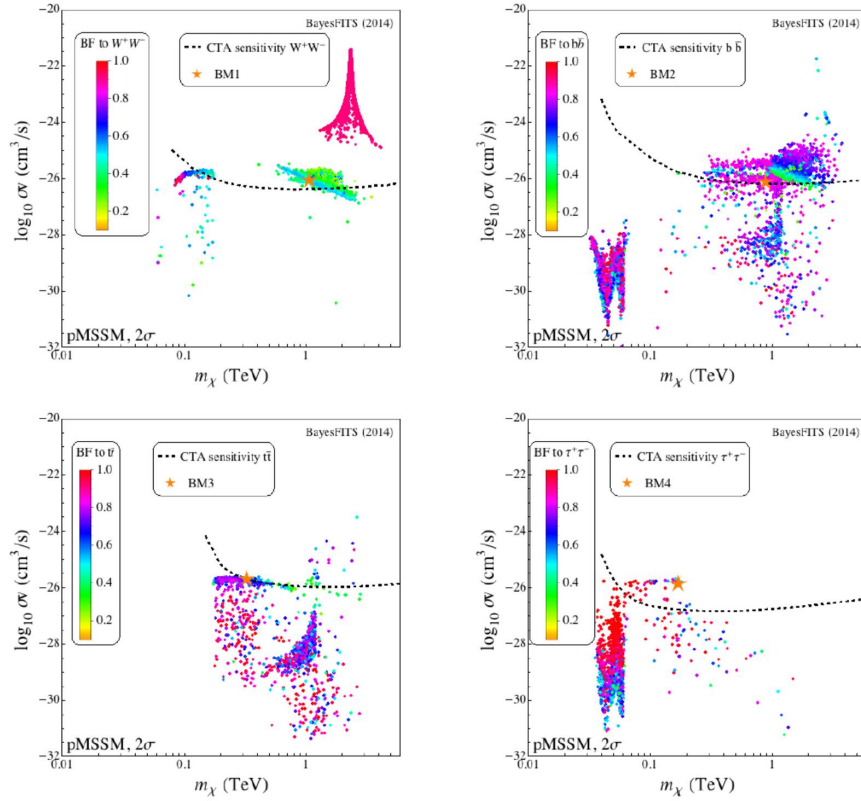 −20
BayesFITS (2014)
BF to W⁺W⁻
1.0
0.8
0.6
0.4
0.2
CTA sensitivity W⁺W⁻
BM1
−22
−24
−26
−28
−30
−32
log₁₀ σv (cm³/s)
pMSSM, 2σ
0.01
0.1
1
mχ (TeV)
−20
BayesFITS (2014)
BF to bb̄
1.0
0.8
0.6
0.4
0.2
CTA sensitivity b b̄
BM2
−22
−24
−26
−28
−30
−32
log₁₀ σv (cm³/s)
pMSSM, 2σ
0.01
0.1
1
mχ (TeV)
−20
BayesFITS (2014)
BF to tt̄
1.0
0.8
0.6
0.4
0.2
CTA sensitivity tt̄
BM3
−22
−24
−26
−28
−30
−32
log₁₀ σv (cm³/s)
pMSSM, 2σ
0.01
0.1
1
mχ (TeV)
−20
BayesFITS (2014)
BF to τ⁺τ⁻
1.0
0.8
0.6
0.4
0.2
CTA sensitivity τ⁺τ⁻
BM4
−22
−24
−26
−28
−30
−32
log₁₀ σv (cm³/s)
pMSSM, 2σ
0.01
0.1
1
mχ (TeV)